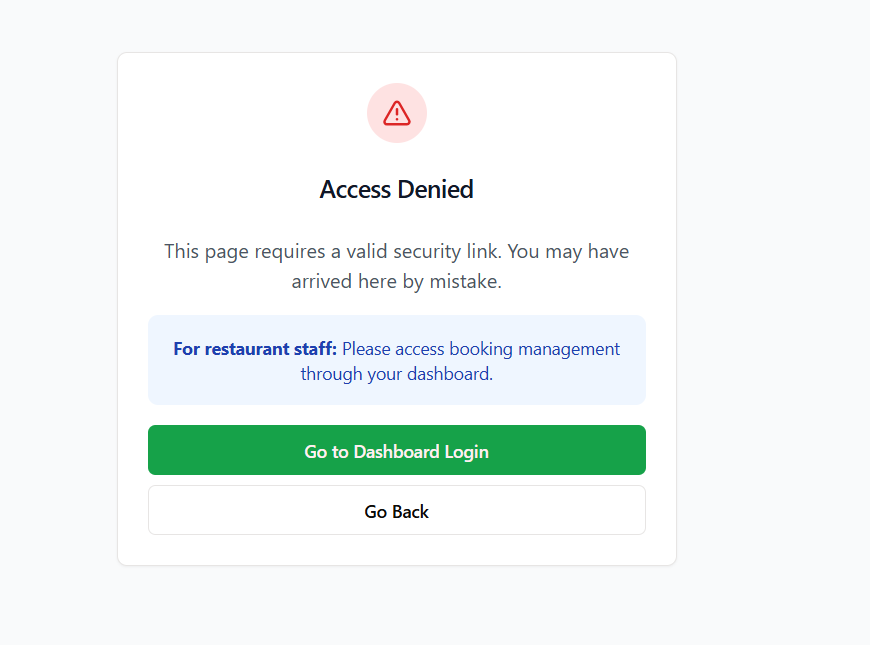 Access Denied
This page requires a valid security link. You may have
arrived here by mistake.
For restaurant staff: Please access booking management
through your dashboard.
Go to Dashboard Login
Go Back